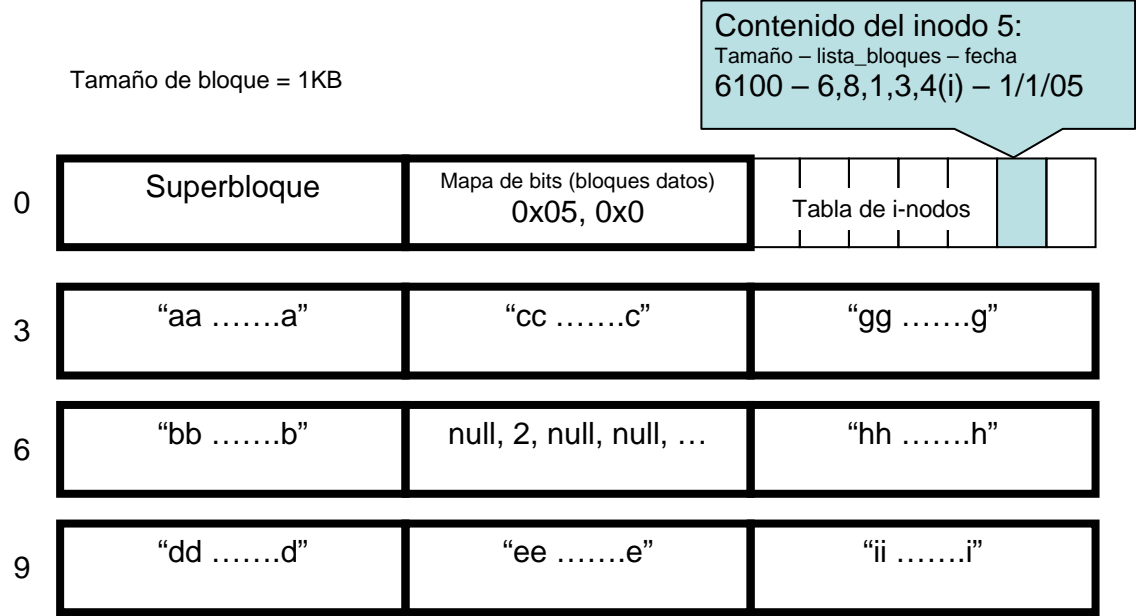 Contenido del inodo 5:
Tamaño – lista_bloques – fecha
6100 – 6,8,1,3,4(i) – 1/1/05
Tamaño de bloque = 1KB
0
Superbloque
Mapa de bits (bloques datos)
0x05, 0x0
Tabla de i-nodos
3
“aa …….a”
“cc …….c”
“gg …….g”
6
“bb …….b”
null, 2, null, null, …
“hh …….h”
9
“dd …….d”
“ee …….e”
“ii …….i”